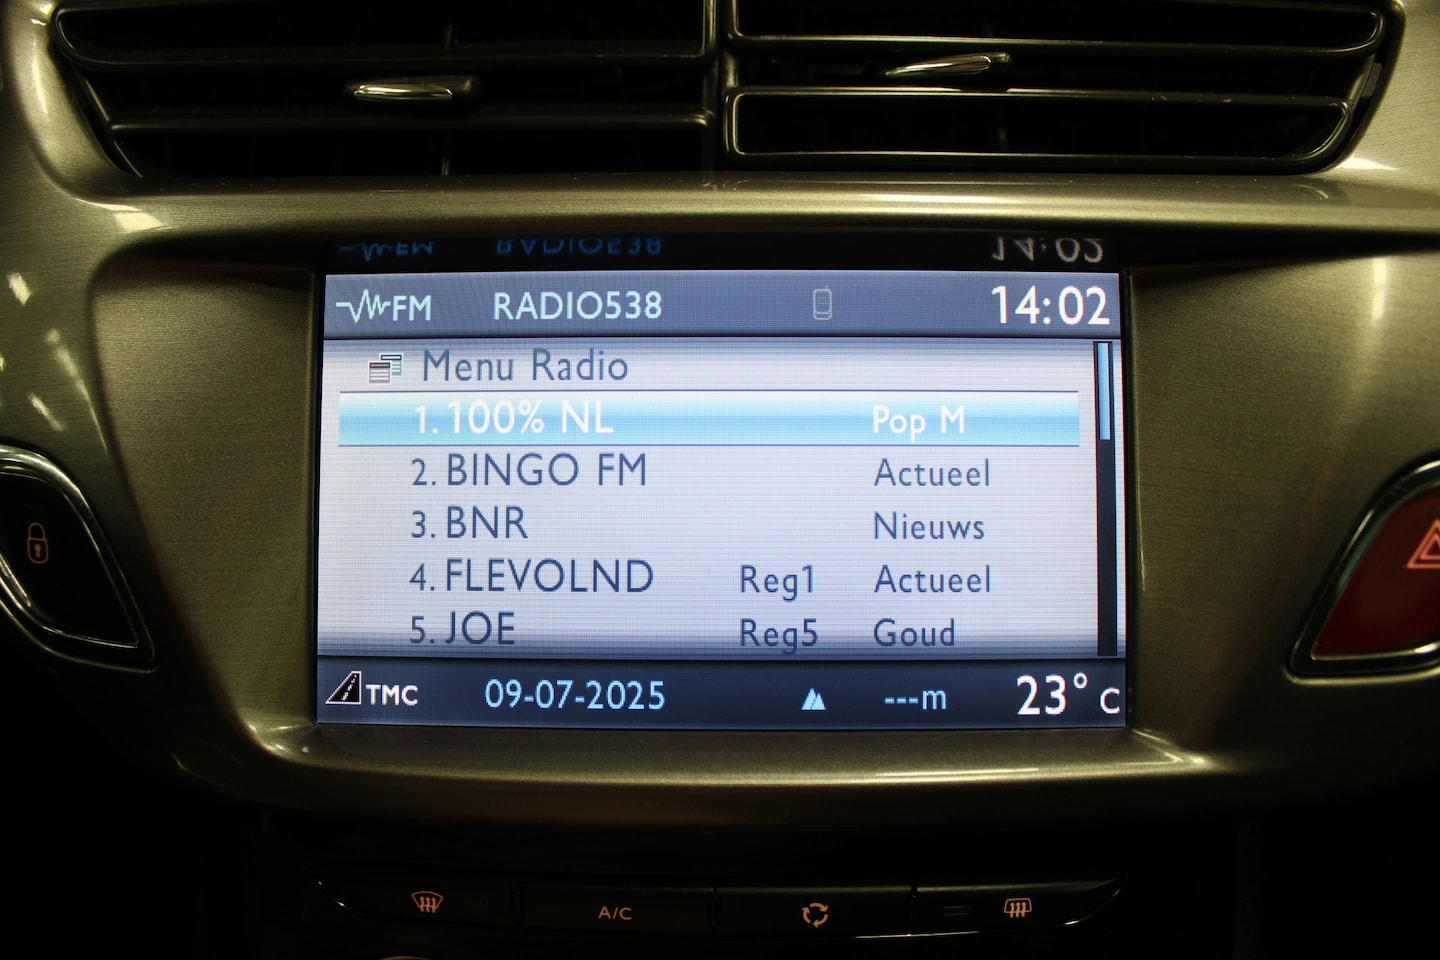 FM RADIO538 14:02
Menu Radio
1. 100% NL Pop M
2. BINGO FM Actueel
3. BNR Nieuws
4. FLEVOLND Reg1 Actueel
5. JOE Reg5 Goud
TMC 09-07-2025 ---m 23° C
A/C